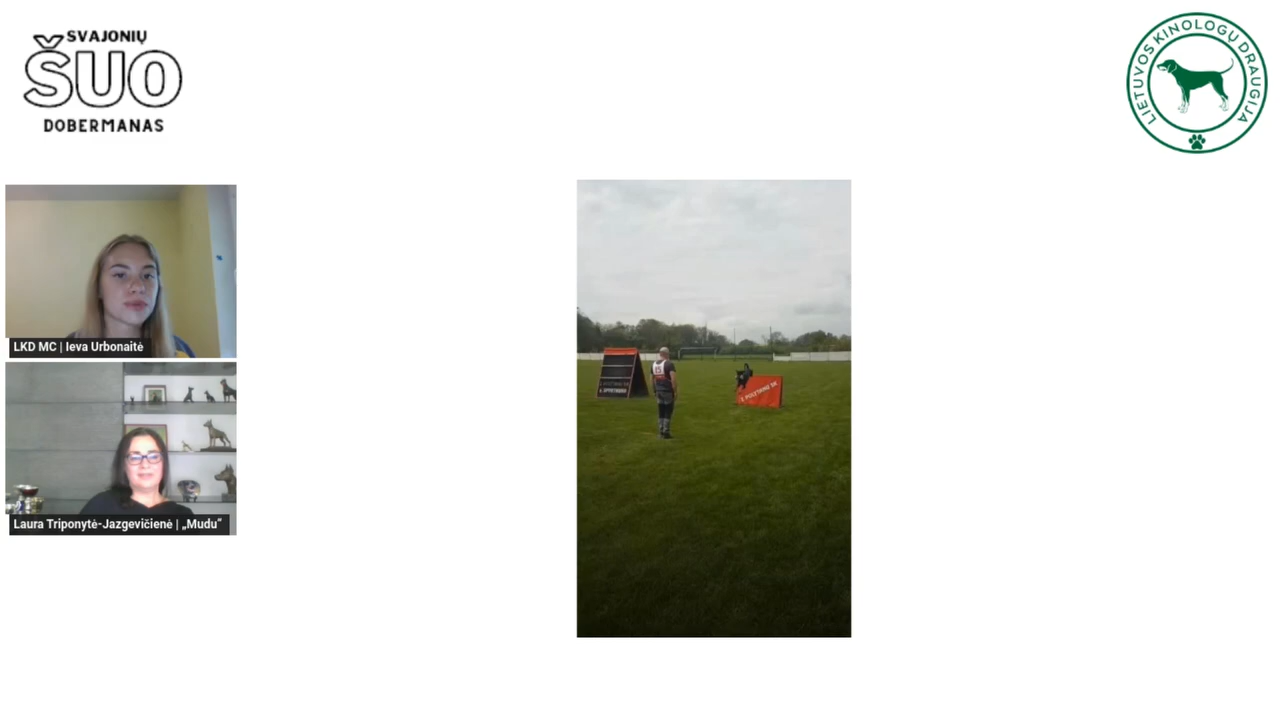 SVAJONIŲ
ŠUO
DOBERMANAS
LIETUVOS KINOLOGŲ DRAUGIJA
LKD MC | Ieva Urbonaitė
Laura Triponytė-Jazgevičienė | „Mudu“